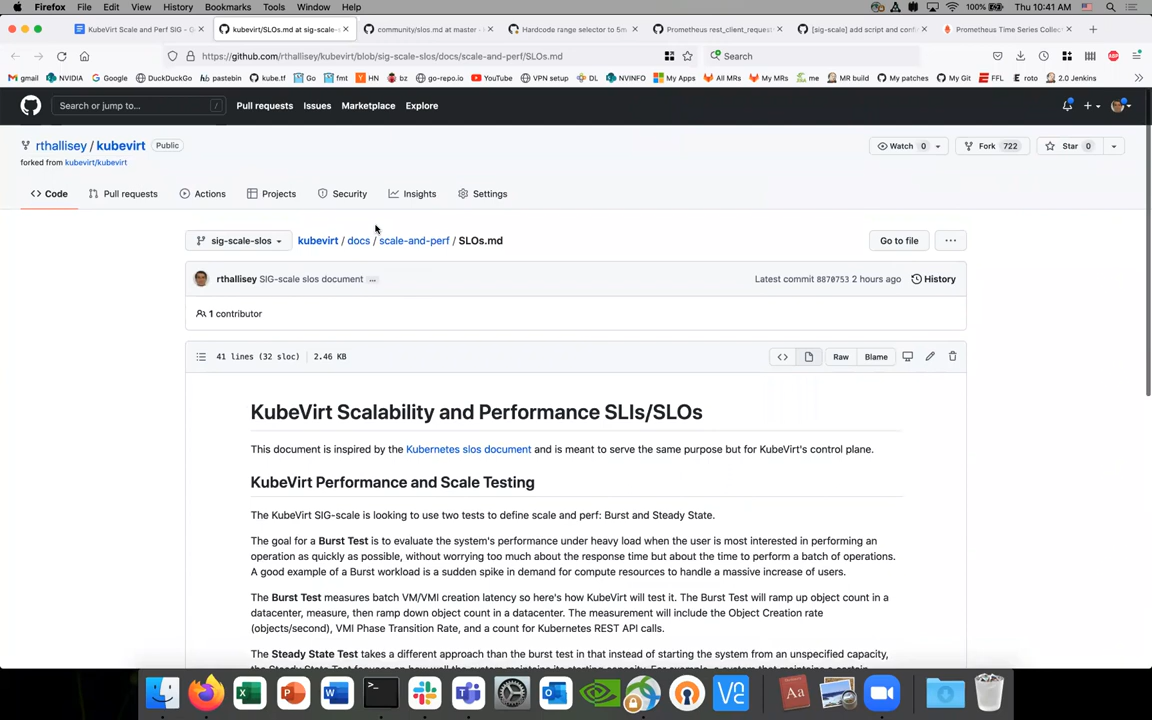 Firefox File Edit View History Bookmarks Tools Window Help 100% Thu 10:41 AM
KubeVirt Scale and Perf SIG - G kubevirt/SLOs.md at sig-scale-s community/slos.md at master · k Hardcoda range selector to 5m Prometheus rest_client_request [sig-scale] add script and confi Prometheus Time Series Collec
https://github.com/rthallisey/kubevirt/blob/sig-scale-slos/docs/scale-and-perf/SLOs.md Search
gmail NVIDIA Google DuckDuckGo pastebin kube.tf Go fmt HN bz go-repo.io YouTube VPN setup DL NVINFO My Apps All MRs My MRs me MR build My patches My Git FFL roto 2.0 Jenkins
Search or jump to... / Pull requests Issues Marketplace Explore
rthallisey / kubevirt Public Watch 0 Fork 722 Star 0
forked from kubevirt/kubevirt
Code Pull requests Actions Projects Security Insights Settings
sig-scale-slos kubevirt / docs / scale-and-perf / SLOs.md Go to file ...
rthallisey SIG-scale slos document ... Latest commit 8870753 2 hours ago History
1 contributor
41 lines (32 sloc) 2.46 KB <> Raw Blame
KubeVirt Scalability and Performance SLIs/SLOs
This document is inspired by the Kubernetes slos document and is meant to serve the same purpose but for KubeVirt's control plane.
KubeVirt Performance and Scale Testing
The KubeVirt SIG-scale is looking to use two tests to define scale and perf: Burst and Steady State.
The goal for a Burst Test is to evaluate the system's performance under heavy load when the user is most interested in performing an
operation as quickly as possible, without worrying too much about the response time but about the time to perform a batch of operations.
A good example of a Burst workload is a sudden spike in demand for compute resources to handle a massive increase of users.
The Burst Test measures batch VM/VMI creation latency so here's how KubeVirt will test it. The Burst Test will ramp up object count in a
datacenter, measure, then ramp down object count in a datacenter. The measurement will include the Object Creation rate
(objects/second), VMI Phase Transition Rate, and a count for Kubernetes REST API calls.
The Steady State Test takes a different approach than the burst test in that instead of starting the system from an unspecified capacity,